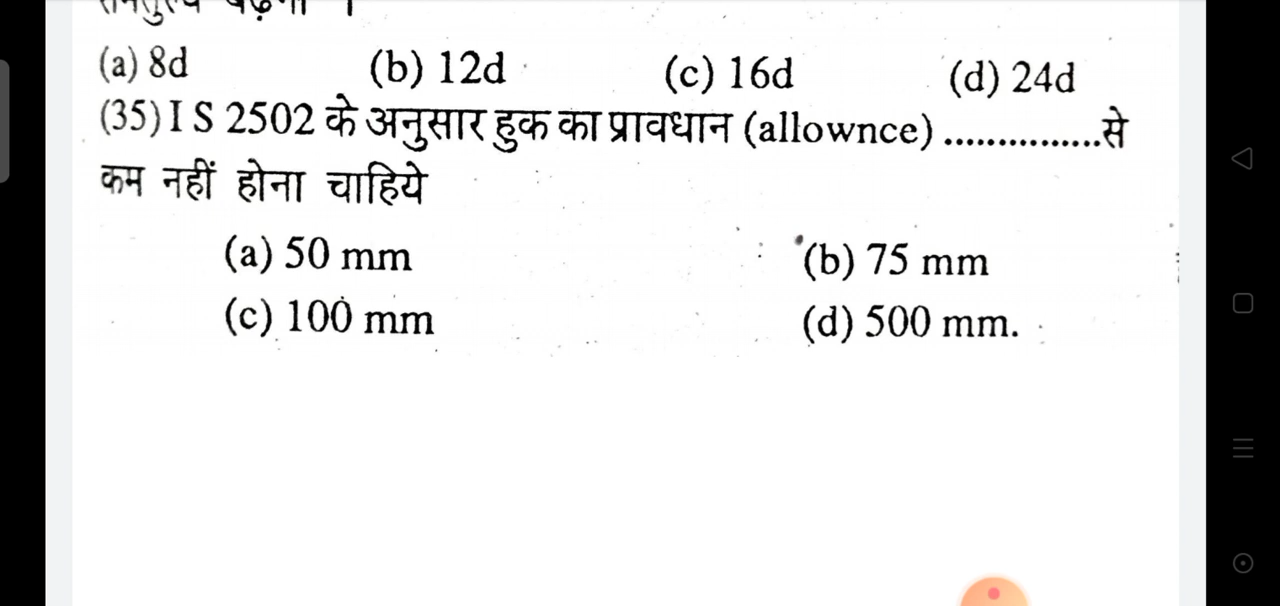 (a) 8d (b) 12d (c) 16d (d) 24d
(35) I S 2502 के अनुसार हुक का प्रावधान (allownce) ...............से
कम नहीं होना चाहिये
(a) 50 mm (b) 75 mm
(c) 100 mm (d) 500 mm.